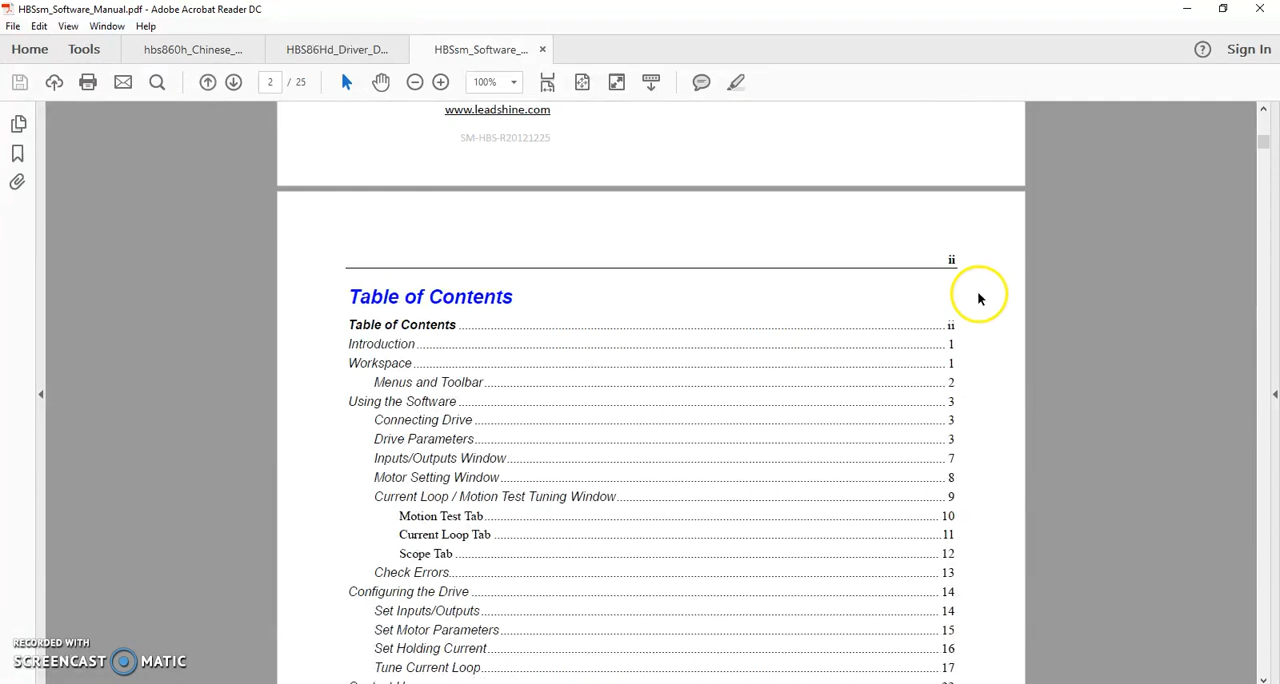 HBSsm_Software_Manual.pdf - Adobe Acrobat Reader DC
File Edit View Window Help
Home Tools hbs860h_Chinese_... HBS86Hd_Driver_D... HBSsm_Software_... × ? Sign In
2 / 25 100%
www.leadshine.com
SM-HBS-R20121225
ii
Table of Contents
Table of Contents ii
Introduction 1
Workspace 1
Menus and Toolbar 2
Using the Software 3
Connecting Drive 3
Drive Parameters 3
Inputs/Outputs Window 7
Motor Setting Window 8
Current Loop / Motion Test Tuning Window 9
Motion Test Tab 10
Current Loop Tab 11
Scope Tab 12
Check Errors 13
Configuring the Drive 14
Set Inputs/Outputs 14
Set Motor Parameters 15
Set Holding Current 16
Tune Current Loop 17
RECORDED WITH
SCREENCAST MATIC